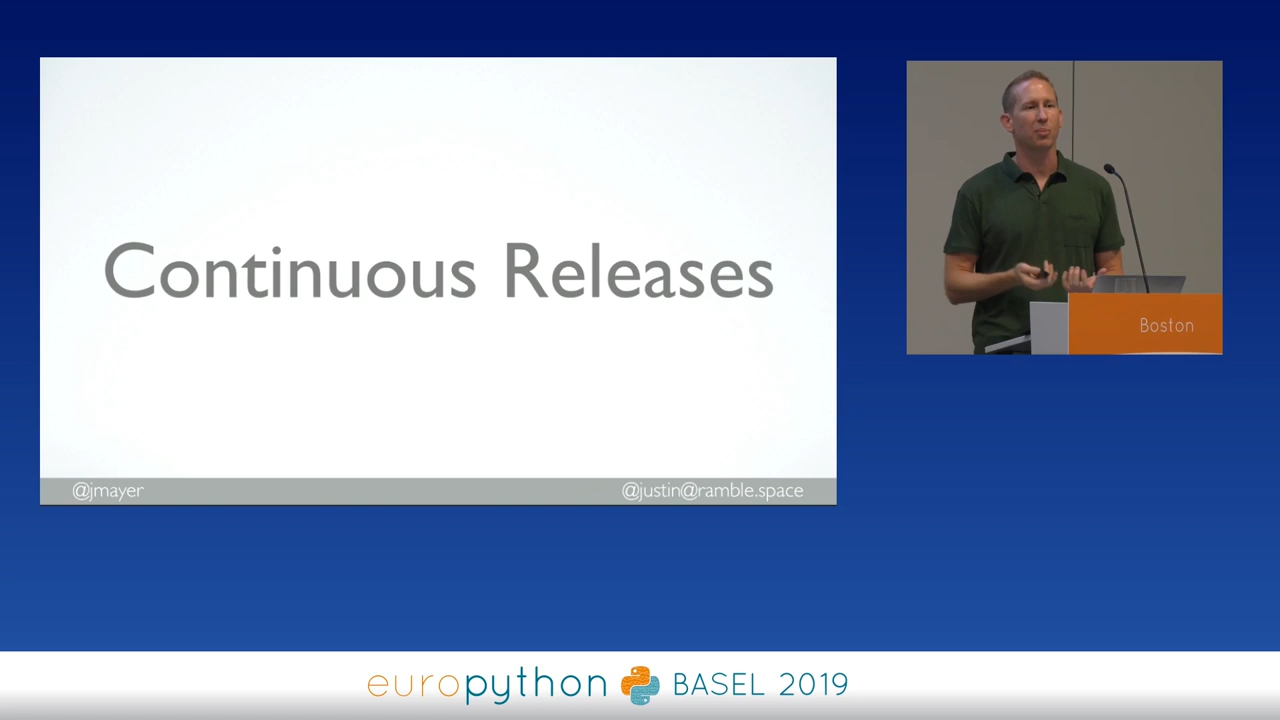 Continuous Releases
@jmayer
@justin@ramble.space
Boston
europython BASEL 2019